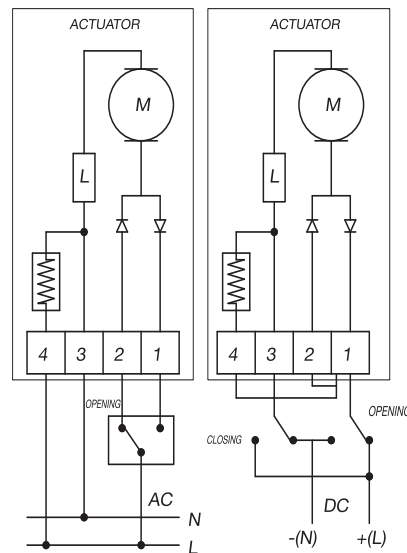 ACTUATOR
M
L
4 3 2 1
OPENING
AC
N
L
ACTUATOR
M
L
4 3 2 1
OPENING
CLOSING
DC
-(N) +(L)